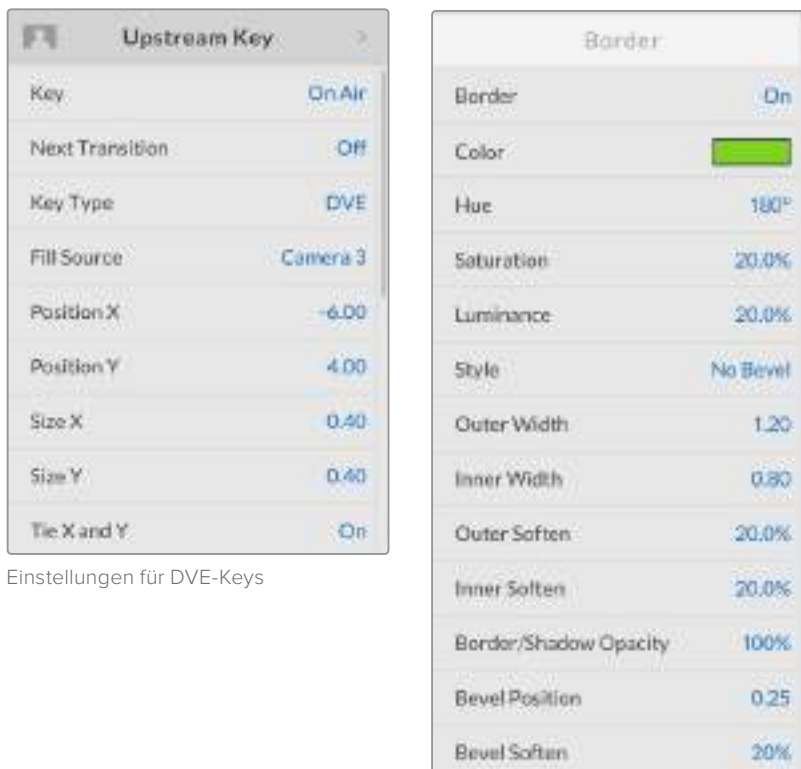 Upstream Key
Key On Air
Next Transition Off
Key Type DVE
Fill Source Camera 3
Position X -6.00
Position Y 4.00
Size X 0.40
Size Y 0.40
Tie X and Y On
Einstellungen für DVE-Keys
Border
Border On
Color
Hue 180°
Saturation 20.0%
Luminance 20.0%
Style No Bevel
Outer Width 1.20
Inner Width 0.80
Outer Soften 20.0%
Inner Soften 20.0%
Border/Shadow Opacity 100%
Bevel Position 0.25
Bevel Soften 20%